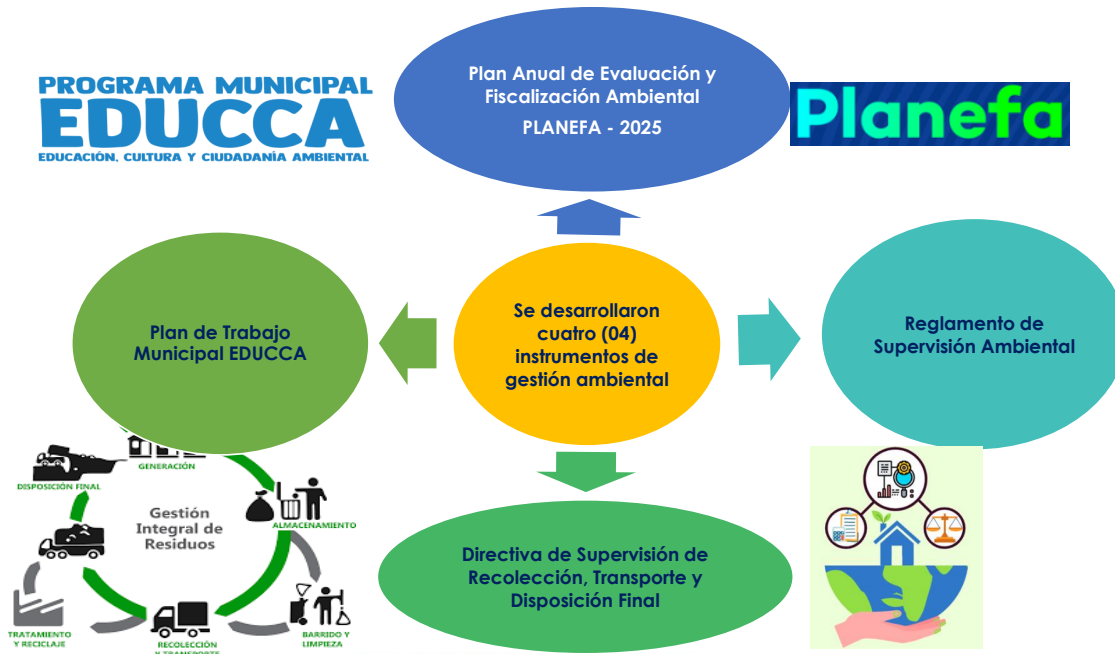 PROGRAMA MUNICIPAL
EDUCCA
EDUCACIÓN, CULTURA Y CIUDADANÍA AMBIENTAL
Plan Anual de Evaluación y
Fiscalización Ambiental
PLANEFA - 2025
Planefa
Plan de Trabajo
Municipal EDUCCA
Se desarrollaron
cuatro (04)
instrumentos de
gestión ambiental
Reglamento de
Supervisión Ambiental
GENERACIÓN
DISPOSICIÓN FINAL
Gestión
Integral de
Residuos
ALMACENAMIENTO
TRATAMIENTO
Y RECICLAJE
RECOLECCIÓN
Y TRANSPORTE
BARRIDO Y
LIMPIEZA
Directiva de Supervisión de
Recolección, Transporte y
Disposición Final